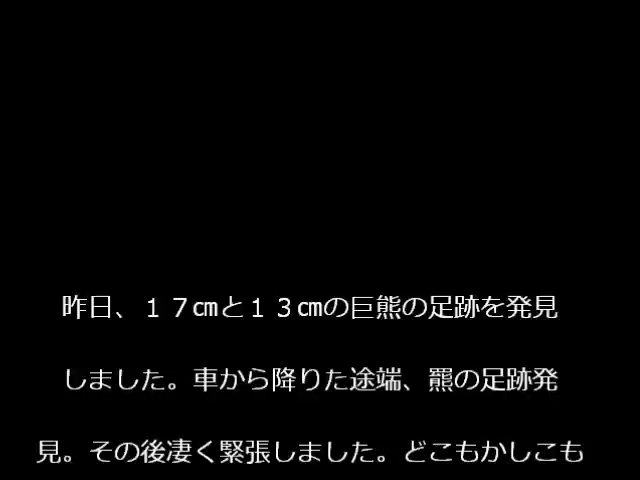 昨日、１７㎝と１３㎝の巨熊の足跡を発見
しました。車から降りた途端、羆の足跡発
見。その後凄く緊張しました。どこもかしこも